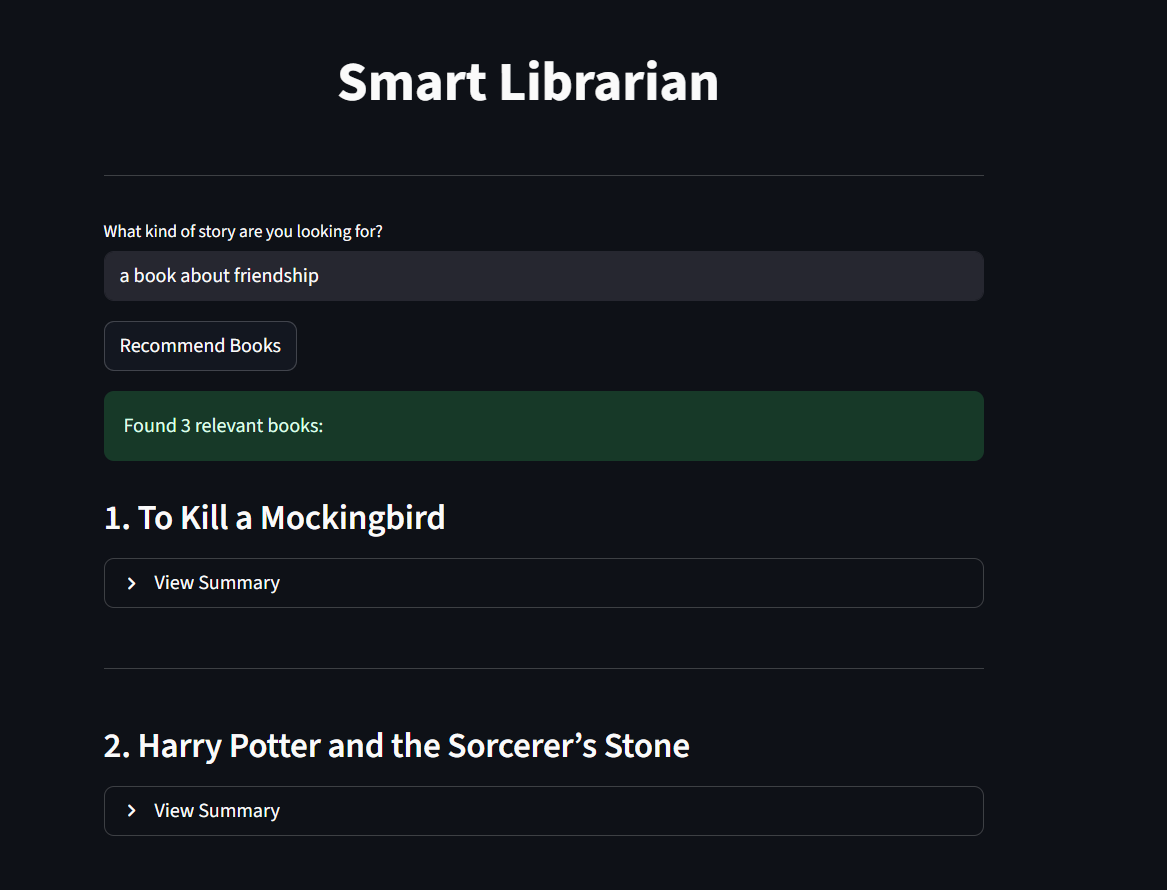 Smart Librarian
What kind of story are you looking for?
a book about friendship
Recommend Books
Found 3 relevant books:
1. To Kill a Mockingbird
View Summary
2. Harry Potter and the Sorcerer’s Stone
View Summary